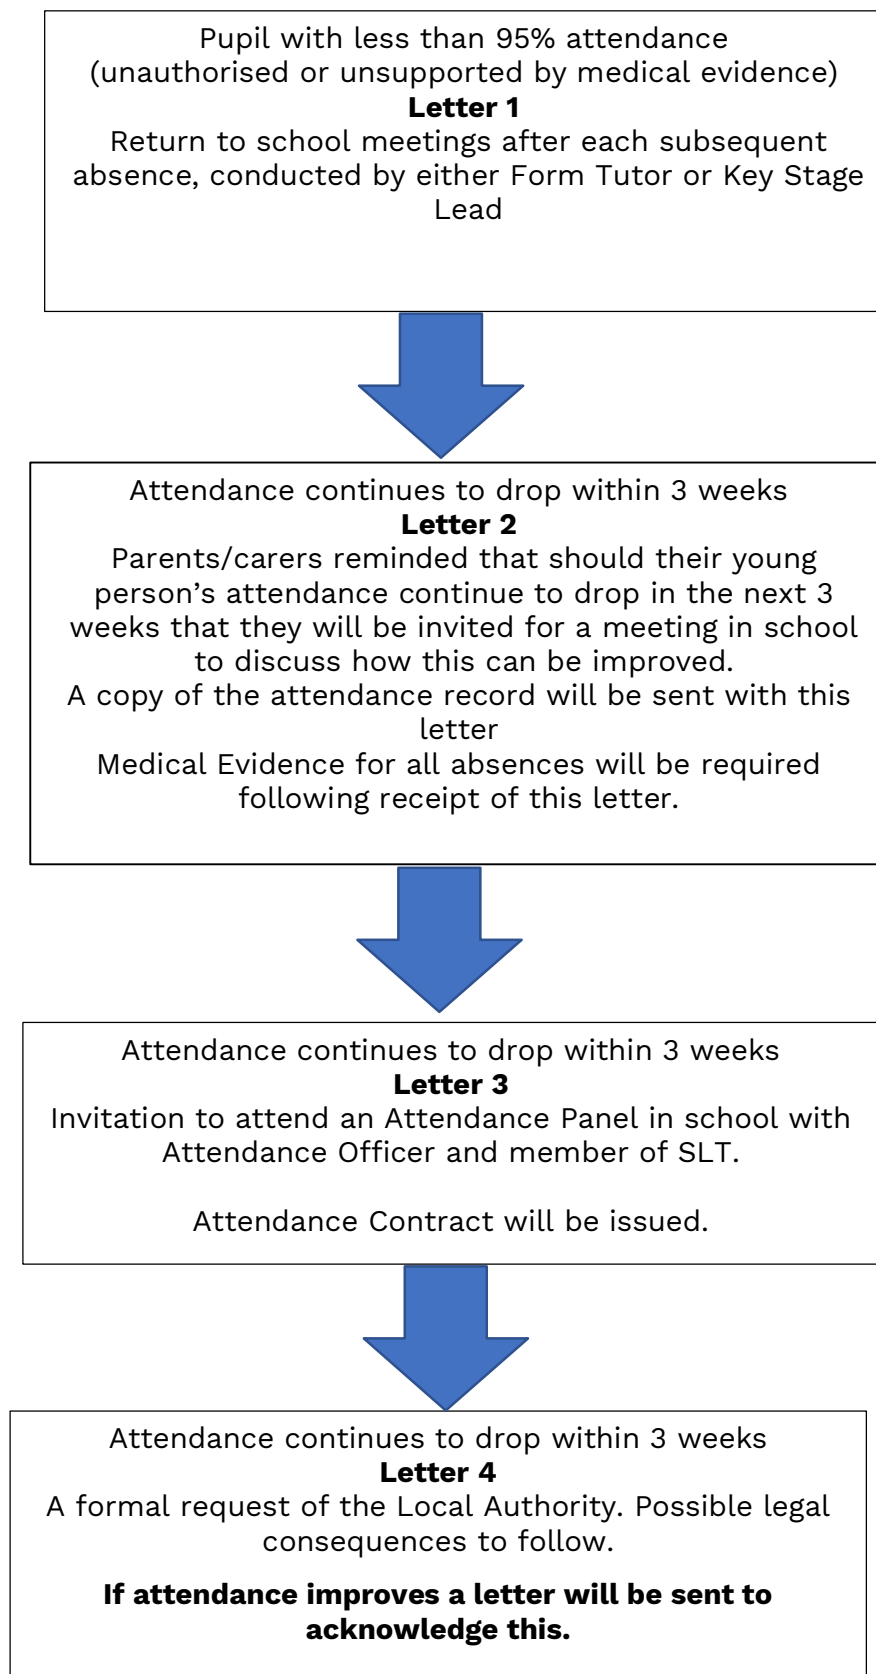 Pupil with less than 95% attendance
(unauthorised or unsupported by medical evidence)
Letter 1
Return to school meetings after each subsequent
absence, conducted by either Form Tutor or Key Stage
Lead
Attendance continues to drop within 3 weeks
Letter 2
Parents/carers reminded that should their young
person’s attendance continue to drop in the next 3
weeks that they will be invited for a meeting in school
to discuss how this can be improved.
A copy of the attendance record will be sent with this
letter
Medical Evidence for all absences will be required
following receipt of this letter.
Attendance continues to drop within 3 weeks
Letter 3
Invitation to attend an Attendance Panel in school with
Attendance Officer and member of SLT.
Attendance Contract will be issued.
Attendance continues to drop within 3 weeks
Letter 4
A formal request of the Local Authority. Possible legal
consequences to follow.
If attendance improves a letter will be sent to
acknowledge this.